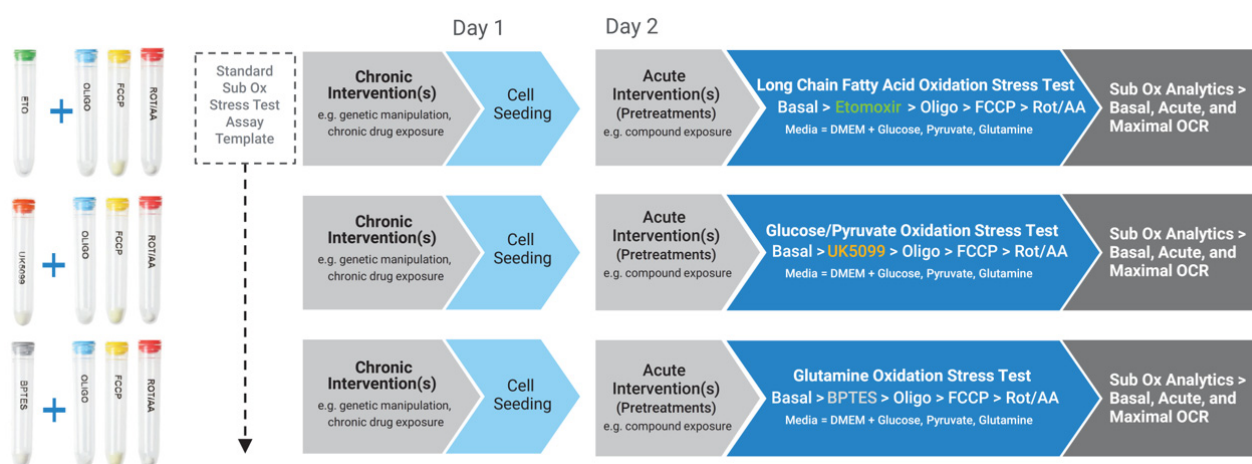 Day 1
Day 2
ETO
OLIGO
FCCP
ROT/AA
Standard
Sub Ox
Stress Test
Assay
Template
Chronic
Intervention(s)
e.g. genetic manipulation,
chronic drug exposure
Cell
Seeding
Acute
Intervention(s)
(Pretreatments)
e.g. compound exposure
Long Chain Fatty Acid Oxidation Stress Test
Basal > Etomoxir > Oligo > FCCP > Rot/AA
Media = DMEM + Glucose, Pyruvate, Glutamine
Sub Ox Analytics >
Basal, Acute, and
Maximal OCR
UK5099
OLIGO
FCCP
ROT/AA
Chronic
Intervention(s)
e.g. genetic manipulation,
chronic drug exposure
Cell
Seeding
Acute
Intervention(s)
(Pretreatments)
e.g. compound exposure
Glucose/Pyruvate Oxidation Stress Test
Basal > UK5099 > Oligo > FCCP > Rot/AA
Media = DMEM + Glucose, Pyruvate, Glutamine
Sub Ox Analytics >
Basal, Acute, and
Maximal OCR
BPTES
OLIGO
FCCP
ROT/AA
Chronic
Intervention(s)
e.g. genetic manipulation,
chronic drug exposure
Cell
Seeding
Acute
Intervention(s)
(Pretreatments)
e.g. compound exposure
Glutamine Oxidation Stress Test
Basal > BPTES > Oligo > FCCP > Rot/AA
Media = DMEM + Glucose, Pyruvate, Glutamine
Sub Ox Analytics >
Basal, Acute, and
Maximal OCR